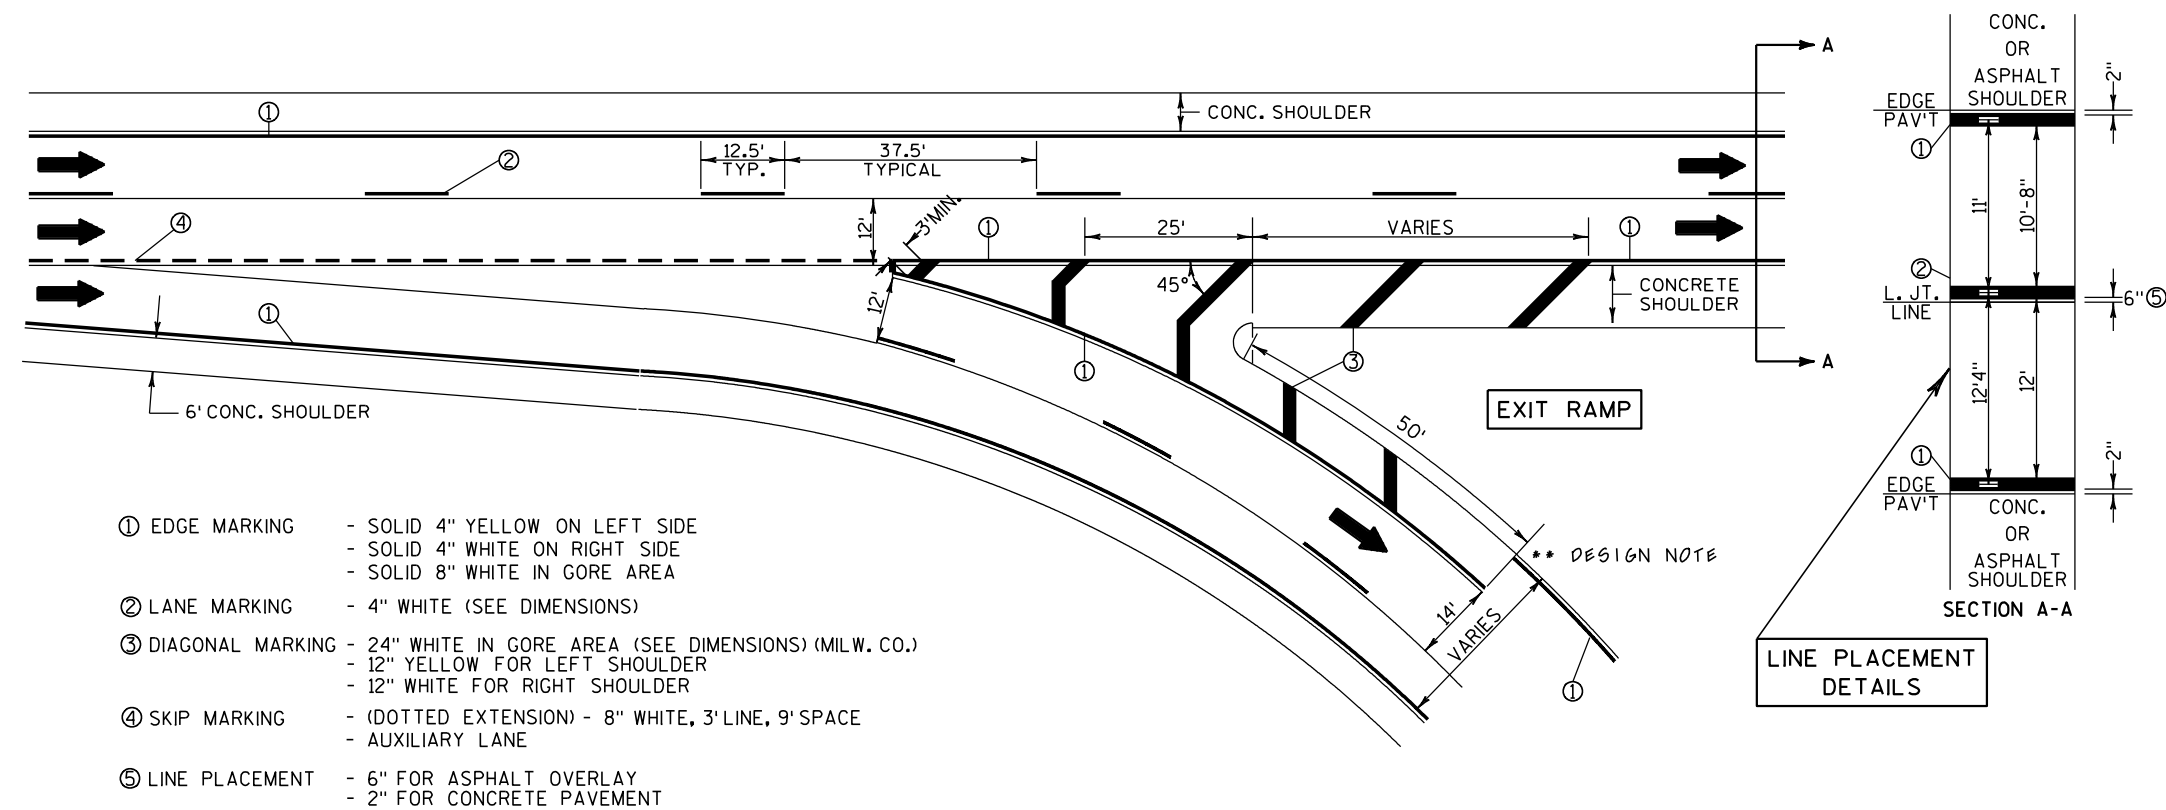 ① CONC. SHOULDER
12.5'
TYP.
37.5'
TYPICAL
②
④
12'
3' MIN.
①
25'
VARIES
①
45°
CONCRETE
SHOULDER
①
12'
①
③
6' CONC. SHOULDER
50'
EXIT RAMP
** DESIGN NOTE
14'
VARIES
①
A
A
CONC.
OR
ASPHALT
SHOULDER
EDGE
PAV'T
2"
①
11'
10'-8"
②
L. JT.
LINE
6" ⑤
12'4"
12'
①
EDGE
PAV'T
2"
CONC.
OR
ASPHALT
SHOULDER
SECTION A-A
LINE PLACEMENT
DETAILS
① EDGE MARKING - SOLID 4" YELLOW ON LEFT SIDE
- SOLID 4" WHITE ON RIGHT SIDE
- SOLID 8" WHITE IN GORE AREA
② LANE MARKING - 4" WHITE (SEE DIMENSIONS)
③ DIAGONAL MARKING - 24" WHITE IN GORE AREA (SEE DIMENSIONS) (MILW. CO.)
- 12" YELLOW FOR LEFT SHOULDER
- 12" WHITE FOR RIGHT SHOULDER
④ SKIP MARKING - (DOTTED EXTENSION) - 8" WHITE, 3' LINE, 9' SPACE
- AUXILIARY LANE
⑤ LINE PLACEMENT - 6" FOR ASPHALT OVERLAY
- 2" FOR CONCRETE PAVEMENT